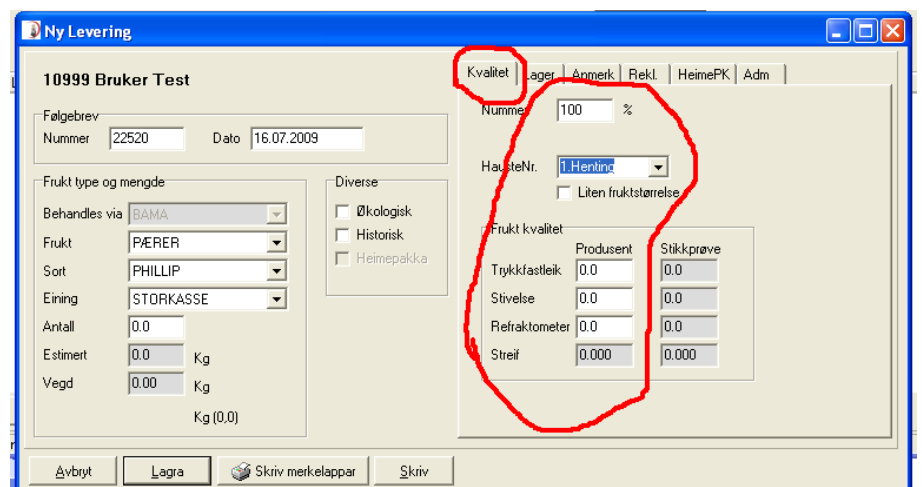 Ny Levering
10999 Bruker Test
Følgebrev
Nummer 22520 Dato 16.07.2009
Frukt type og mengde
Behandles via BAMA
Frukt PÆRER
Sort PHILLIP
Eining STORKASSE
Antall 0.0
Estimert 0.0 Kg
Vegd 0.00 Kg
Kg (0,0)
Diverse
Økologisk
Historisk
Heimepakka
Kvalitet Lager Anmerk Rekl. HeimePK Adm
Nummer 100 %
HausteNr. 1.Henting
Liten fruktstørrelse
Frukt kvalitet
Produsent Stikkprøve
Trykkfastleik 0.0 0.0
Stivelse 0.0 0.0
Refraktometer 0.0 0.0
Streif 0.000 0.000
Avbryt Lagra Skriv merkelappar Skriv